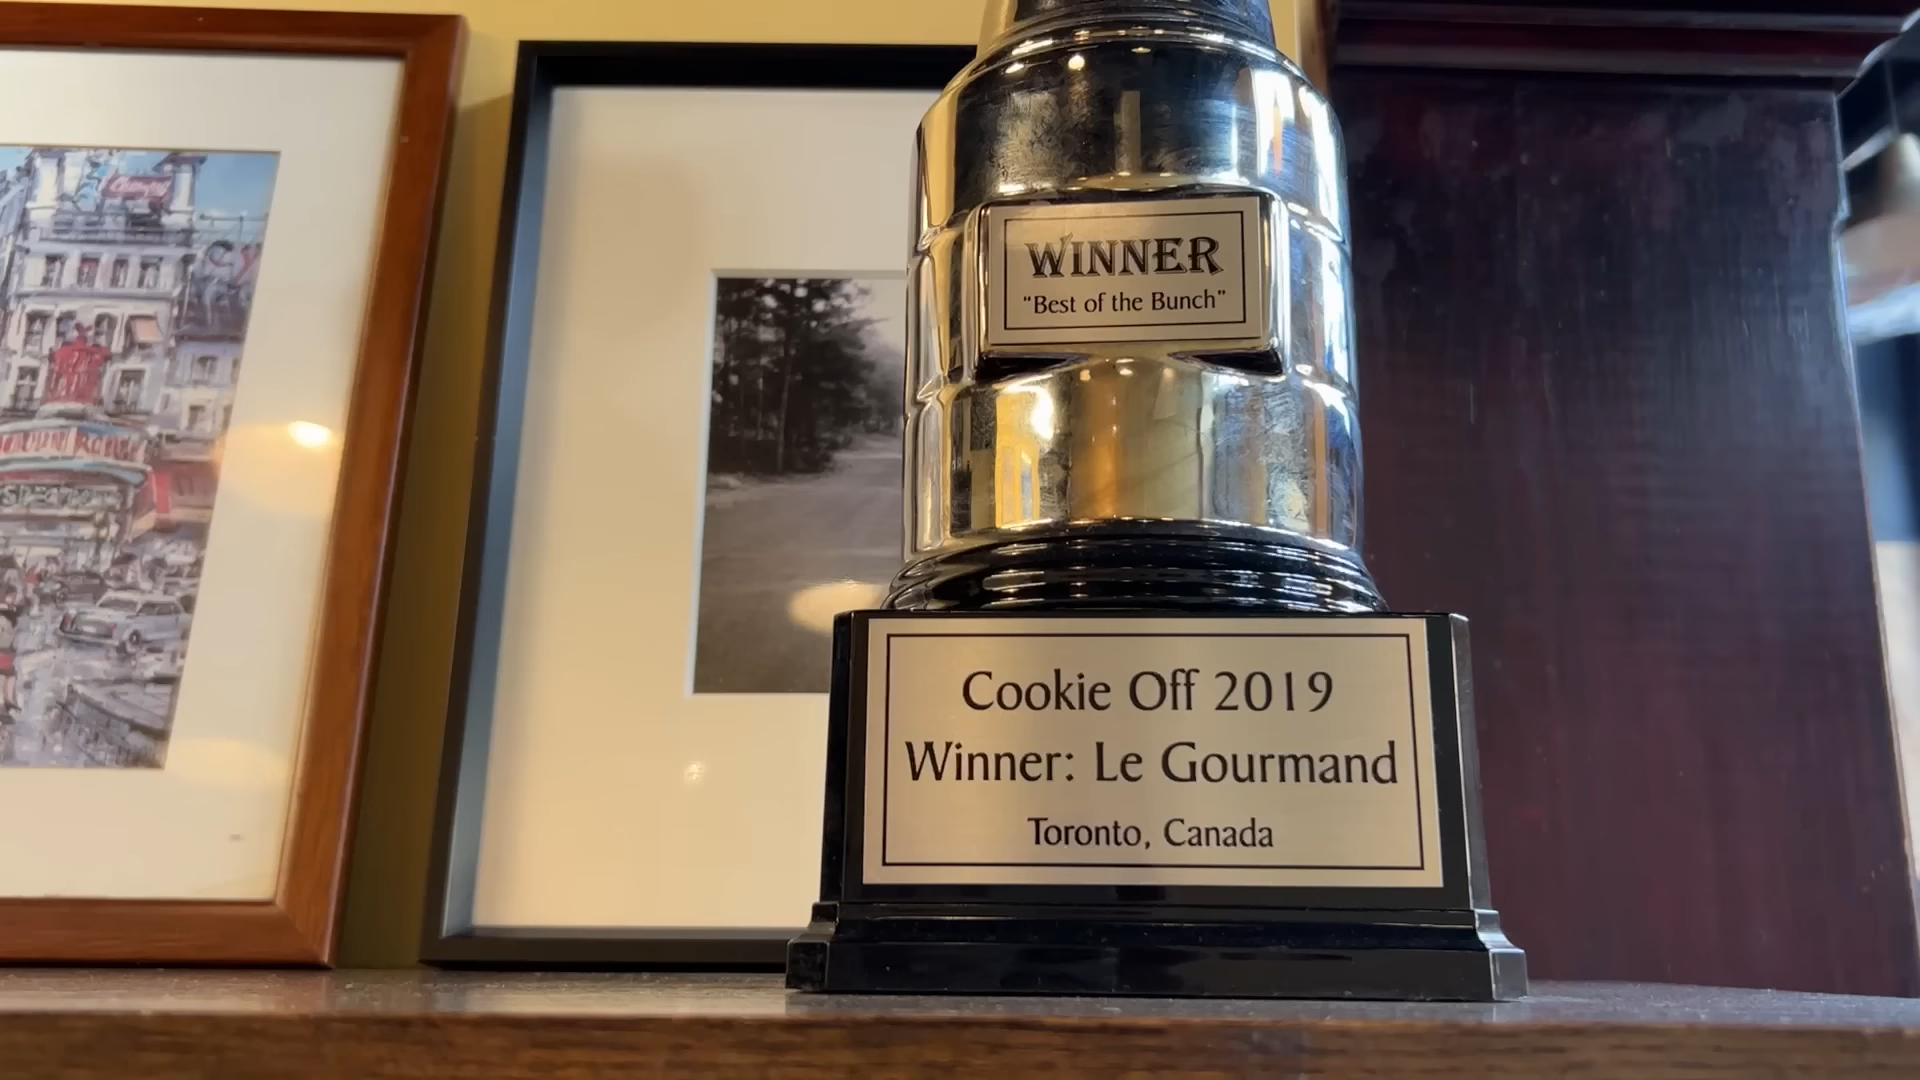 WINNER
"Best of the Bunch"
Cookie Off 2019
Winner: Le Gourmand
Toronto, Canada